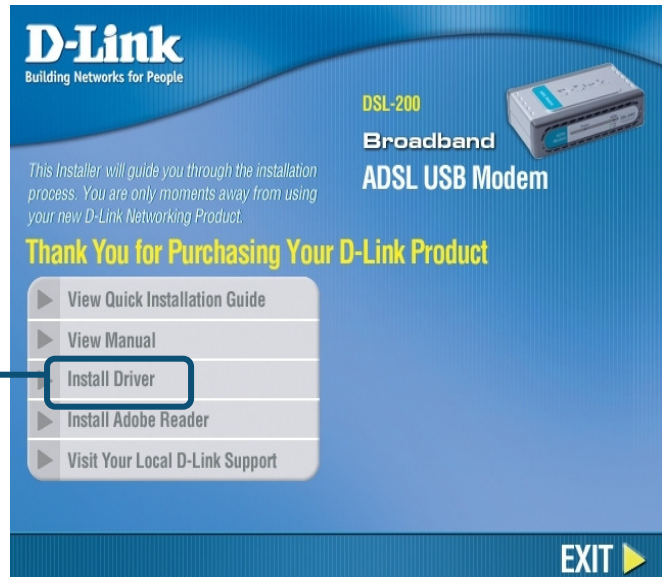 D-Link
Building Networks for People
DSL-200
Broadband
ADSL USB Modem
This Installer will guide you through the installation
process. You are only moments away from using
your new D-Link Networking Product.
Thank You for Purchasing Your D-Link Product
View Quick Installation Guide
View Manual
Install Driver
Install Adobe Reader
Visit Your Local D-Link Support
EXIT